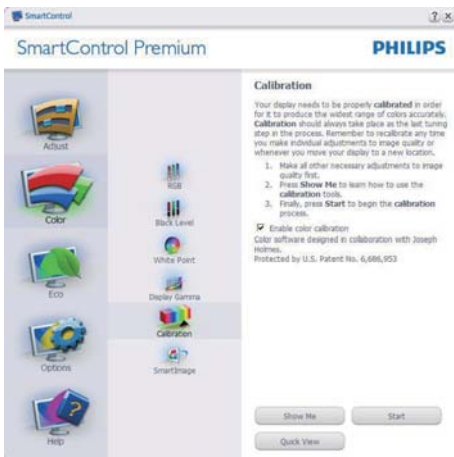 SmartControl
SmartControl Premium
PHILIPS
Adjust
Color
Eco
Options
Help
RGB
Black Level
White Point
Display Gamma
Calibration
SmartImage
Calibration
Your display needs to be properly calibrated in order
for it to produce the widest range of colors accurately.
Calibration should always take place as the last tuning
step in the process. Remember to recalibrate any time
you make individual adjustments to image quality or
whenever you move your display to a new location.
1. Make all other necessary adjustments to image
quality first.
2. Press Show Me to learn how to use the
calibration tools.
3. Finally, press Start to begin the calibration
process.
Enable color calibration
Color software designed in collaboration with Joseph
Holmes.
Protected by U.S. Patent No. 6,686,953
Show Me
Start
Quick View